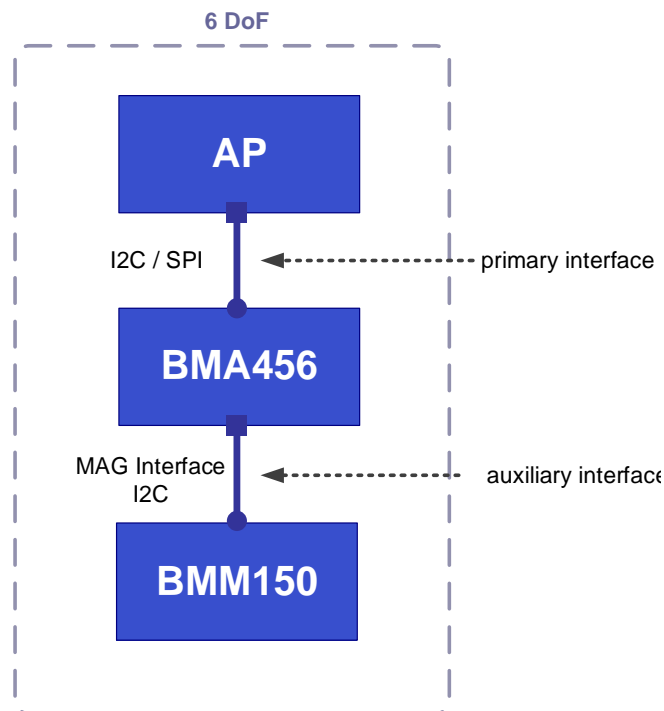 6 DoF
AP
I2C / SPI
primary interface
BMA456
MAG Interface
I2C
auxiliary interface
BMM150